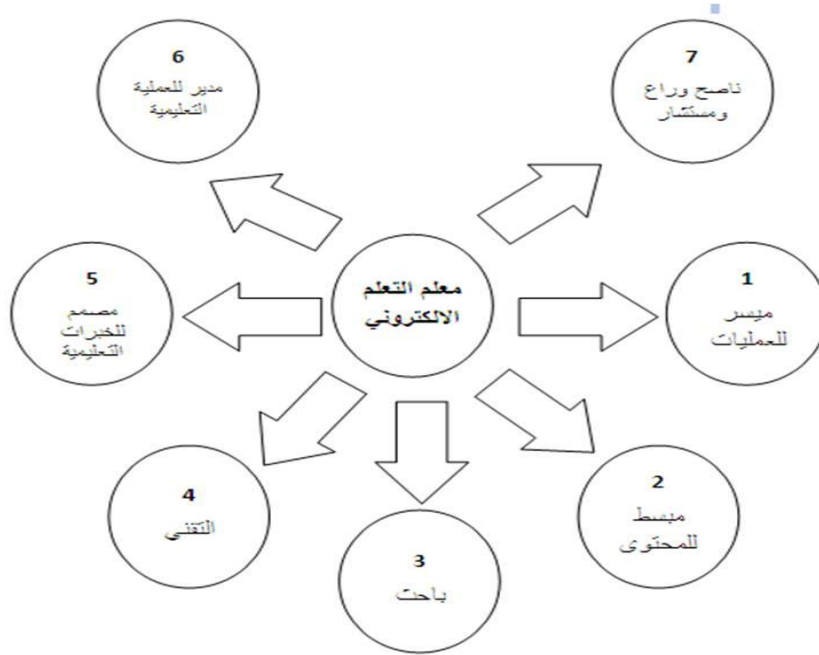 معلم التعلم
الالكتروني
1
ميسر
للعمليات
2
مبسط
للمحتوى
3
باحث
4
التقني
5
مصمم
للخبرات
التعليمية
6
مدير للعملية
التعليمية
7
ناصح وراع
ومستشار